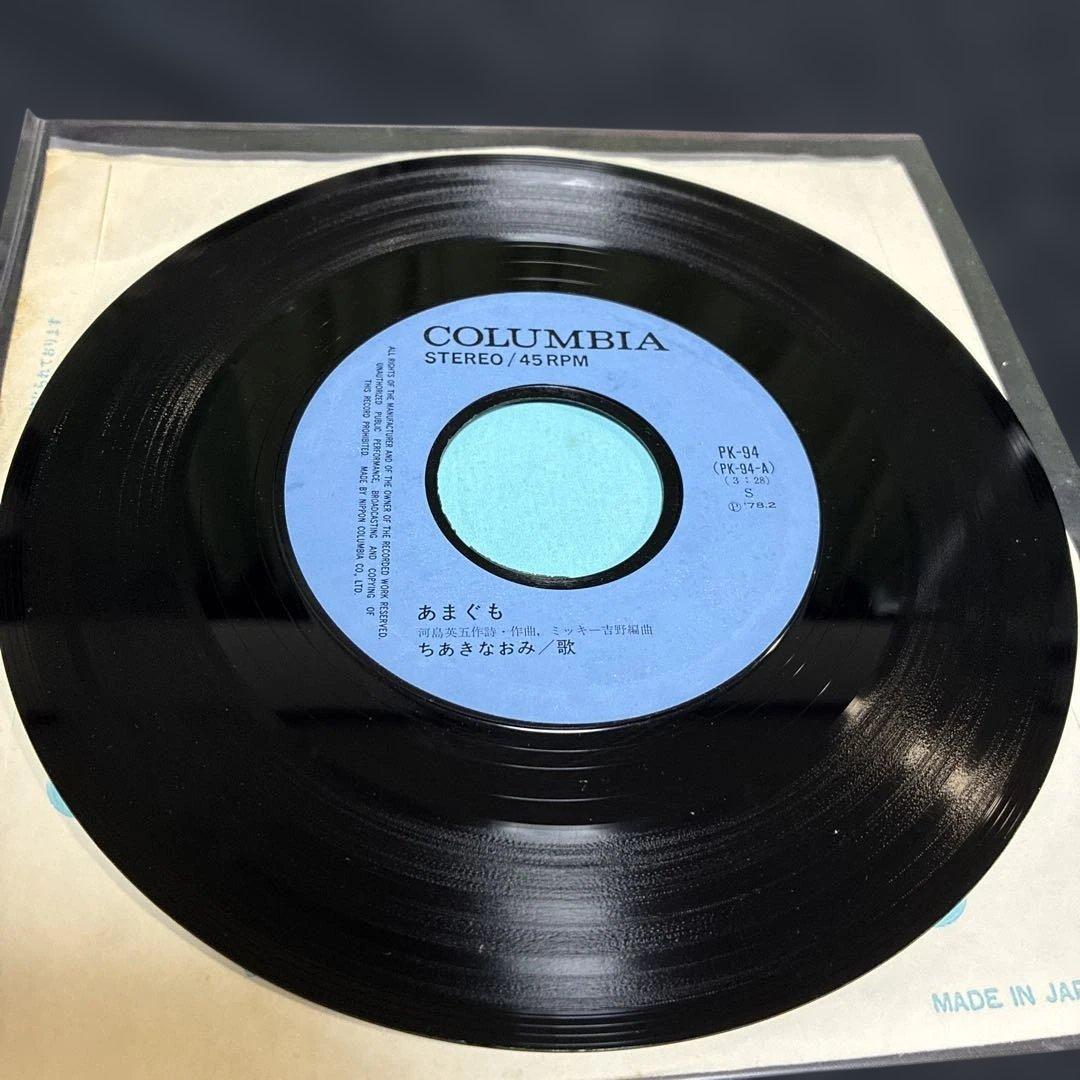 COLUMBIA
STEREO/45 RPM
ALL RIGHTS OF THE MANUFACTURER AND OF THE OWNER OF THE RECORDED WORK RESERVED.
UNAUTHORIZED PUBLIC PERFORMANCE, BROADCASTING AND COPYING OF
THIS RECORD PROHIBITED. MADE BY NIPPON COLUMBIA CO., LTD.
PK-94
(PK-94-A)
(3:28)
S
Ⓟ'78.2
あまぐも
河島英五作詩・作曲, ミッキー吉野編曲
ちあきなおみ/歌
MADE IN JAP